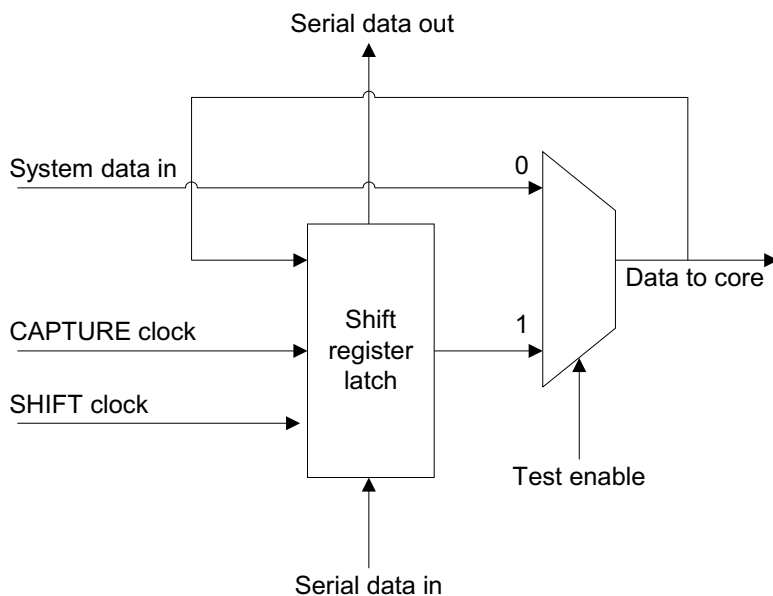 Serial data out
System data in
0
Data to core
CAPTURE clock
Shift
register
latch
1
SHIFT clock
Test enable
Serial data in